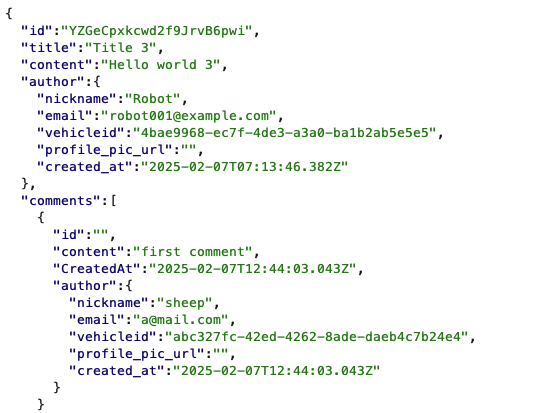 {
"id":"YZGeCpxkcwd2f9JrvB6pwi",
"title":"Title 3",
"content":"Hello world 3",
"author":{
"nickname":"Robot",
"email":"robot001@example.com",
"vehicleid":"4bae9968-ec7f-4de3-a3a0-ba1b2ab5e5e5",
"profile_pic_url":"",
"created_at":"2025-02-07T07:13:46.382Z"
},
"comments":[
{
"id":"",
"content":"first comment",
"CreatedAt":"2025-02-07T12:44:03.043Z",
"author":{
"nickname":"sheep",
"email":"a@mail.com",
"vehicleid":"abc327fc-42ed-4262-8ade-daeb4c7b24e4",
"profile_pic_url":"",
"created_at":"2025-02-07T12:44:03.043Z"
}
}